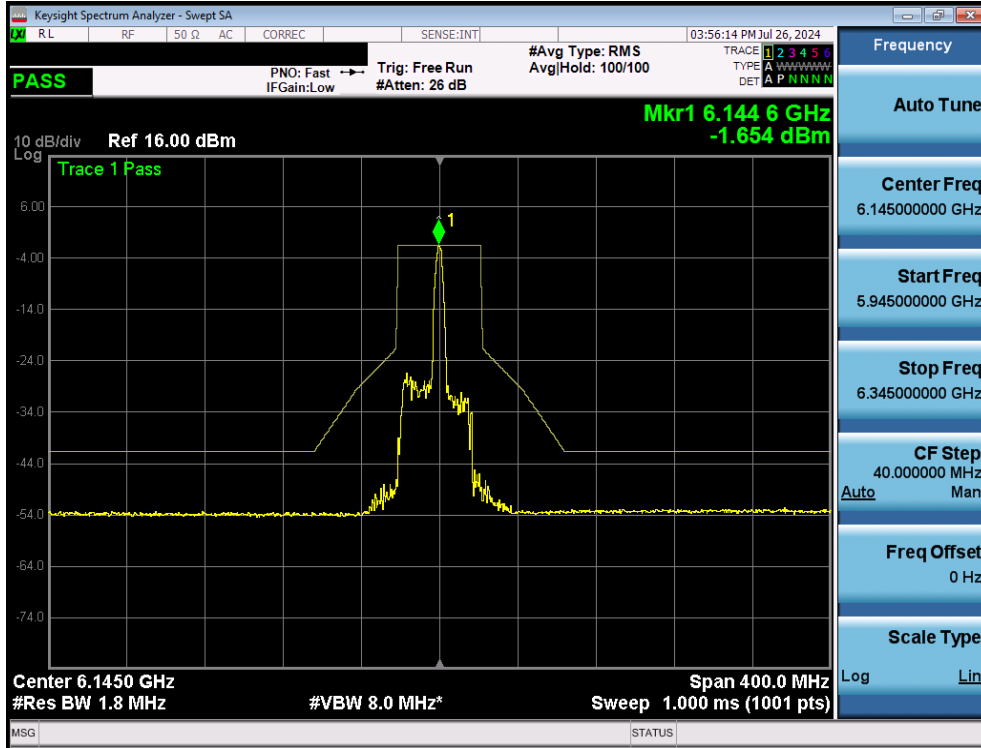 Keysight Spectrum Analyzer - Swept SA
LXI RL RF 50 Ω AC CORREC SENSE:INT 03:56:14 PM Jul 26, 2024
PASS
PNO: Fast
IFGain:Low
Trig: Free Run
#Atten: 26 dB
#Avg Type: RMS
Avg|Hold: 100/100
TRACE 1 2 3 4 5 6
TYPE A WWWWW
DET A P N N N N
Mkr1 6.144 6 GHz
-1.654 dBm
10 dB/div Ref 16.00 dBm
Log
Trace 1 Pass
1
6.00
-4.00
-14.0
-24.0
-34.0
-44.0
-54.0
-64.0
-74.0
Center 6.1450 GHz Span 400.0 MHz
#Res BW 1.8 MHz #VBW 8.0 MHz* Sweep 1.000 ms (1001 pts)
MSG STATUS
Frequency
Auto Tune
Center Freq
6.145000000 GHz
Start Freq
5.945000000 GHz
Stop Freq
6.345000000 GHz
CF Step
40.000000 MHz
Auto Man
Freq Offset
0 Hz
Scale Type
Log Lin